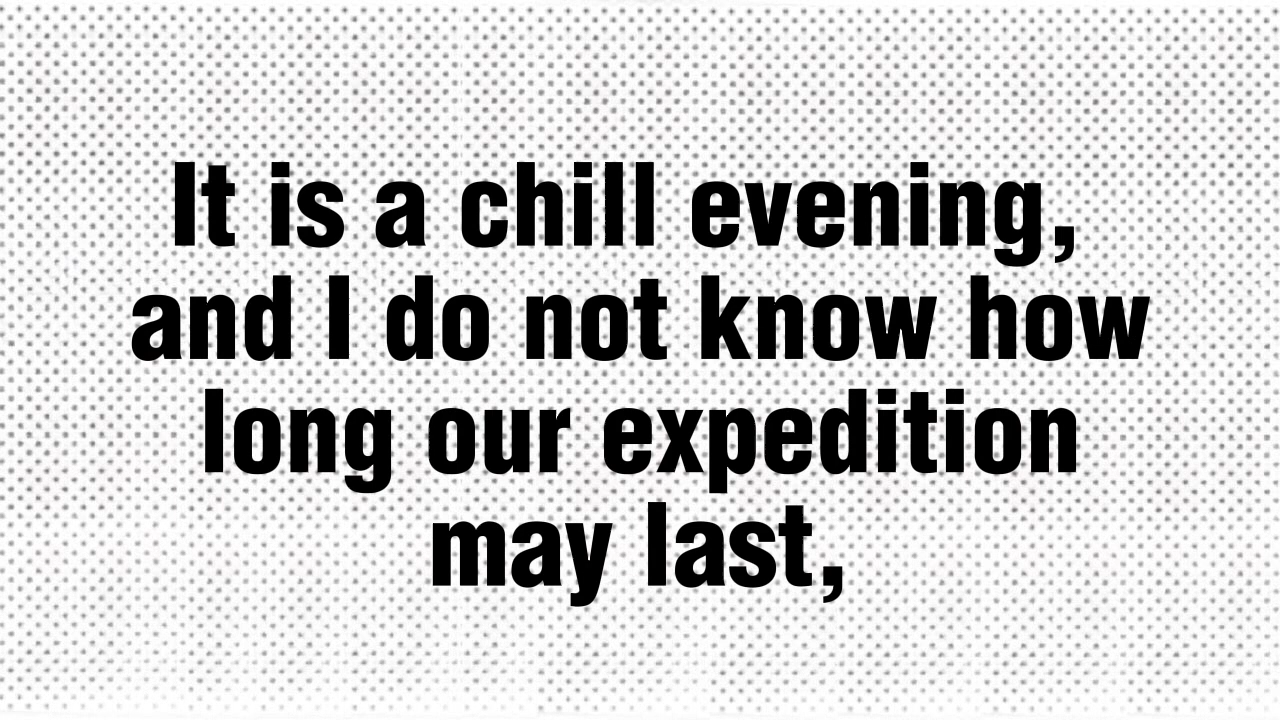 It is a chill evening,
and I do not know how
long our expedition
may last,